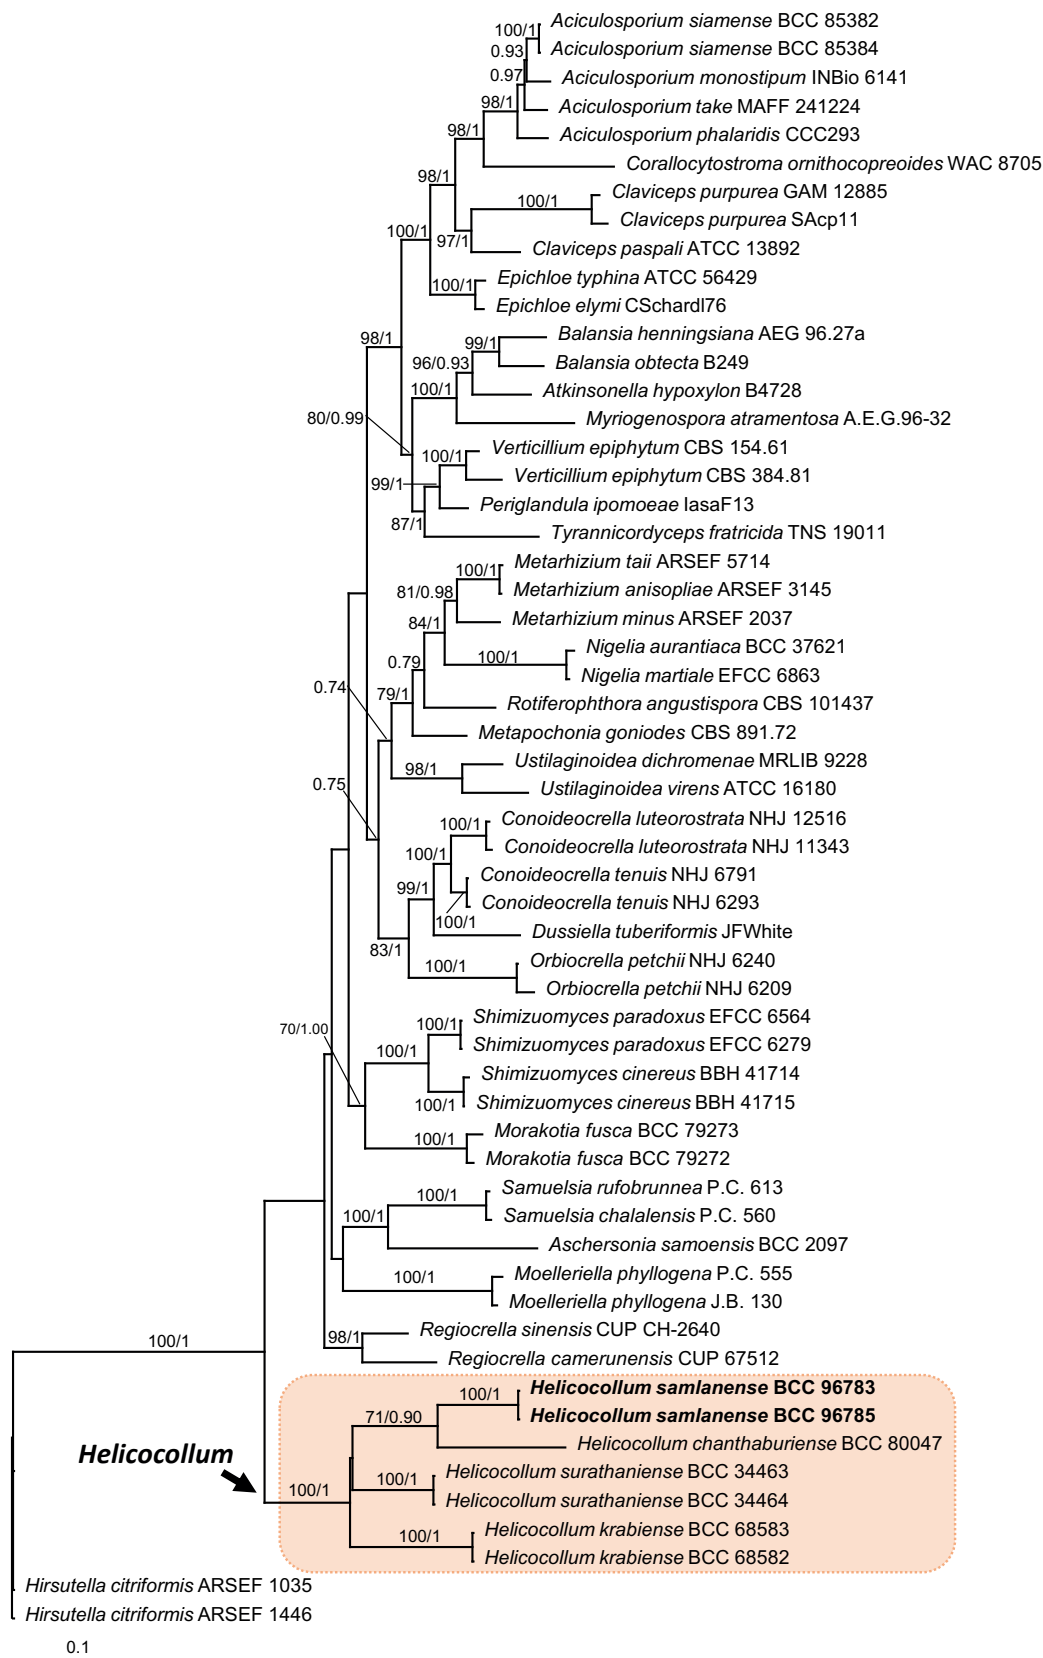 Aciculosporium siamense BCC 85382
100/1
Aciculosporium siamense BCC 85384
0.93
Aciculosporium monostipum INBio 6141
0.97
Aciculosporium take MAFF 241224
98/1
Aciculosporium phalaridis CCC293
98/1
Corallocytostroma ornithocopreoides WAC 8705
98/1
Claviceps purpurea GAM 12885
100/1
Claviceps purpurea SAcp11
100/1
97/1
Claviceps paspali ATCC 13892
Epichloe typhina ATCC 56429
100/1
Epichloe elymi CSchardl76
Balansia henningsiana AEG 96.27a
98/1
99/1
Balansia obtecta B249
96/0.93
Atkinsonella hypoxylon B4728
100/1
Myriogenospora atramentosa A.E.G.96-32
80/0.99
Verticillium epiphytum CBS 154.61
100/1
Verticillium epiphytum CBS 384.81
99/1
Periglandula ipomoeae IasaF13
87/1
Tyrannicordyceps fratricida TNS 19011
Metarhizium taii ARSEF 5714
100/1
Metarhizium anisopliae ARSEF 3145
81/0.98
Metarhizium minus ARSEF 2037
84/1
Nigelia aurantiaca BCC 37621
100/1
0.79
Nigelia martiale EFCC 6863
0.74
79/1
Rotiferophthora angustispora CBS 101437
Metapochonia goniodes CBS 891.72
Ustilaginoidea dichromenae MRLIB 9228
98/1
0.75
Ustilaginoidea virens ATCC 16180
Conoideocrella luteorostrata NHJ 12516
100/1
Conoideocrella luteorostrata NHJ 11343
100/1
Conoideocrella tenuis NHJ 6791
99/1
Conoideocrella tenuis NHJ 6293
100/1
Dussiella tuberiformis JFWhite
83/1
Orbiocrella petchii NHJ 6240
100/1
Orbiocrella petchii NHJ 6209
Shimizuomyces paradoxus EFCC 6564
70/1.00
100/1
Shimizuomyces paradoxus EFCC 6279
100/1
Shimizuomyces cinereus BBH 41714
100/1
Shimizuomyces cinereus BBH 41715
Morakotia fusca BCC 79273
100/1
Morakotia fusca BCC 79272
Samuelsia rufobrunnea P.C. 613
100/1
Samuelsia chalalensis P.C. 560
100/1
Aschersonia samoensis BCC 2097
Moelleriella phyllogena P.C. 555
100/1
Moelleriella phyllogena J.B. 130
Regiocrella sinensis CUP CH-2640
98/1
100/1
Regiocrella camerunensis CUP 67512
Helicocollum samlanense BCC 96783
100/1
Helicocollum samlanense BCC 96785
71/0.90
Helicocollum chanthaburiense BCC 80047
Helicocollum
Helicocollum surathaniense BCC 34463
100/1
100/1
Helicocollum surathaniense BCC 34464
Helicocollum krabiense BCC 68583
100/1
Helicocollum krabiense BCC 68582
Hirsutella citriformis ARSEF 1035
Hirsutella citriformis ARSEF 1446
0.1